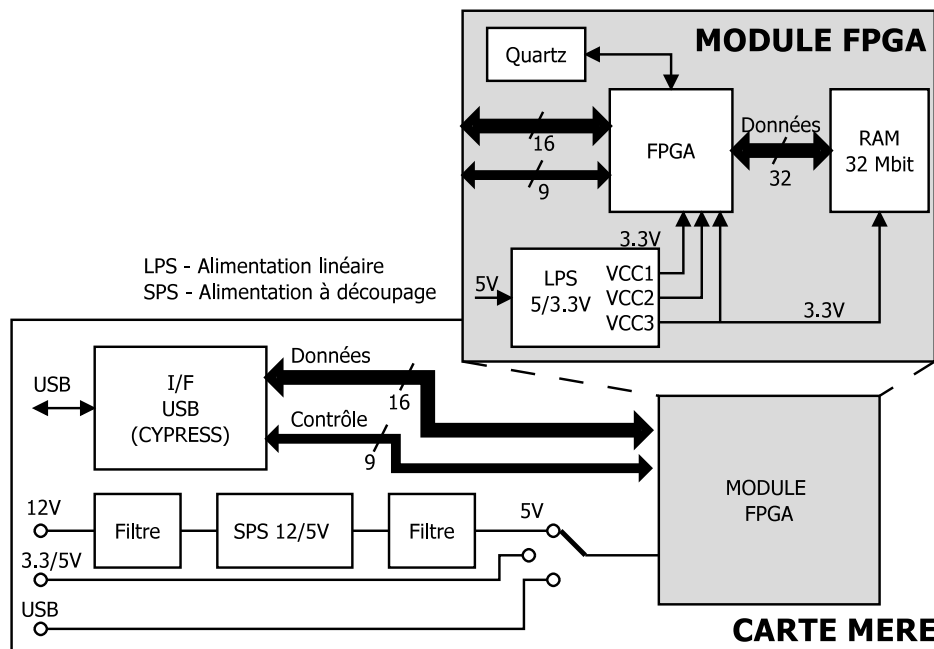 MODULE FPGA
Quartz
16
9
FPGA
Données
32
RAM
32 Mbit
3.3V
5V
LPS
5/3.3V
VCC1
VCC2
VCC3
3.3V
LPS - Alimentation linéaire
SPS - Alimentation à découpage
USB
I/F
USB
(CYPRESS)
Données
16
Contrôle
9
MODULE
FPGA
12V
Filtre
SPS 12/5V
Filtre
5V
3.3/5V
USB
CARTE MERE